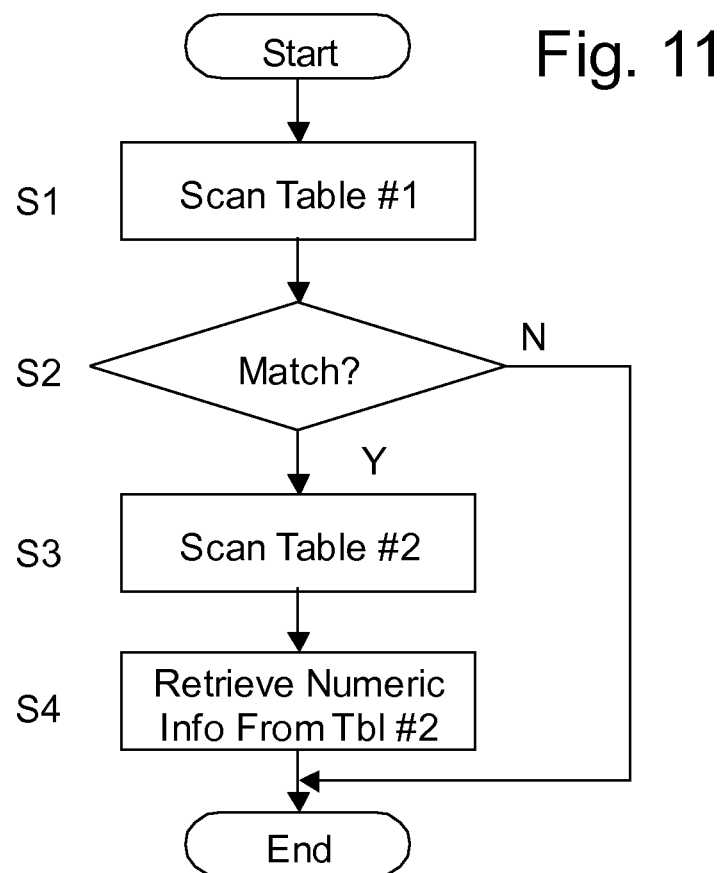 Start
Fig. 11
S1
Scan Table #1
S2
Match?
N
Y
S3
Scan Table #2
S4
Retrieve Numeric
Info From Tbl #2
End